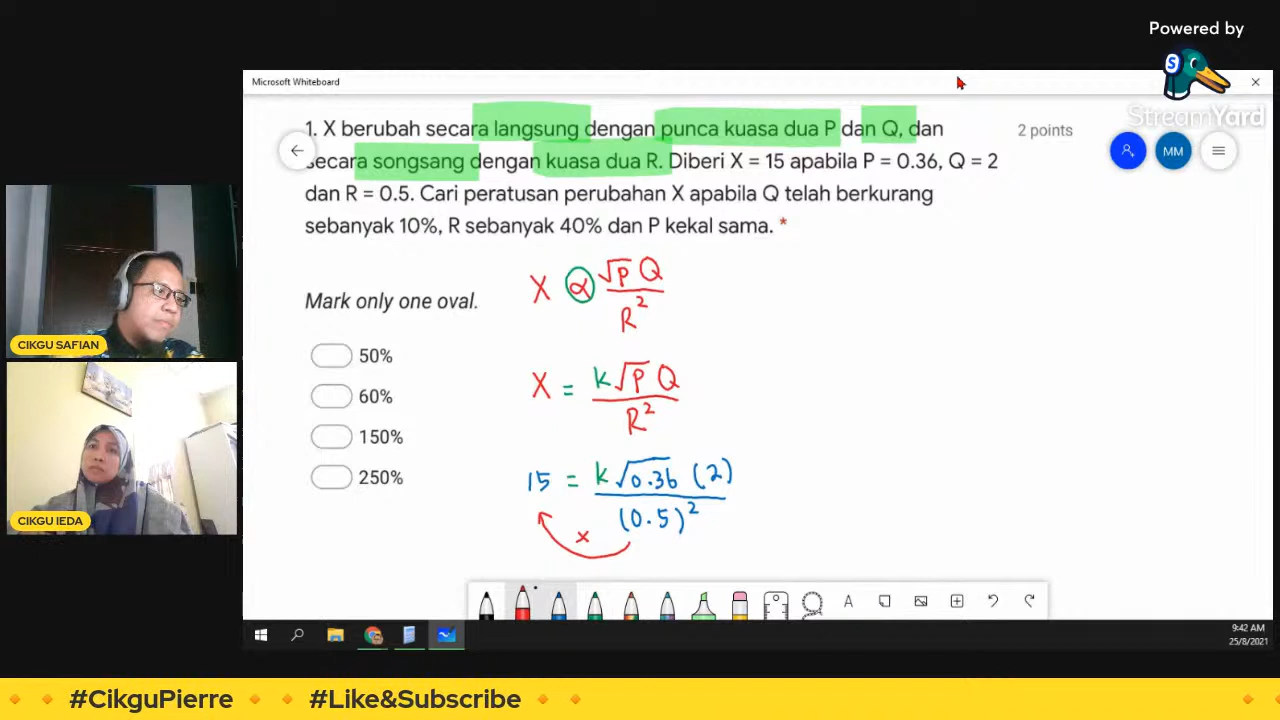 Powered by
StreamYard
Microsoft Whiteboard
1. X berubah secara langsung dengan punca kuasa dua P dan Q, dan
secara songsang dengan kuasa dua R. Diberi X = 15 apabila P = 0.36, Q = 2
dan R = 0.5. Cari peratusan perubahan X apabila Q telah berkurang
sebanyak 10%, R sebanyak 40% dan P kekal sama. *
2 points
MM
Mark only one oval.
50%
60%
150%
250%
X α √P Q / R²
X = k√P Q / R²
15 = k√0.36 (2) / (0.5)²
x
CIKGU SAFIAN
CIKGU IEDA
A
9:42 AM
25/8/2021
#CikguPierre
#Like&Subscribe